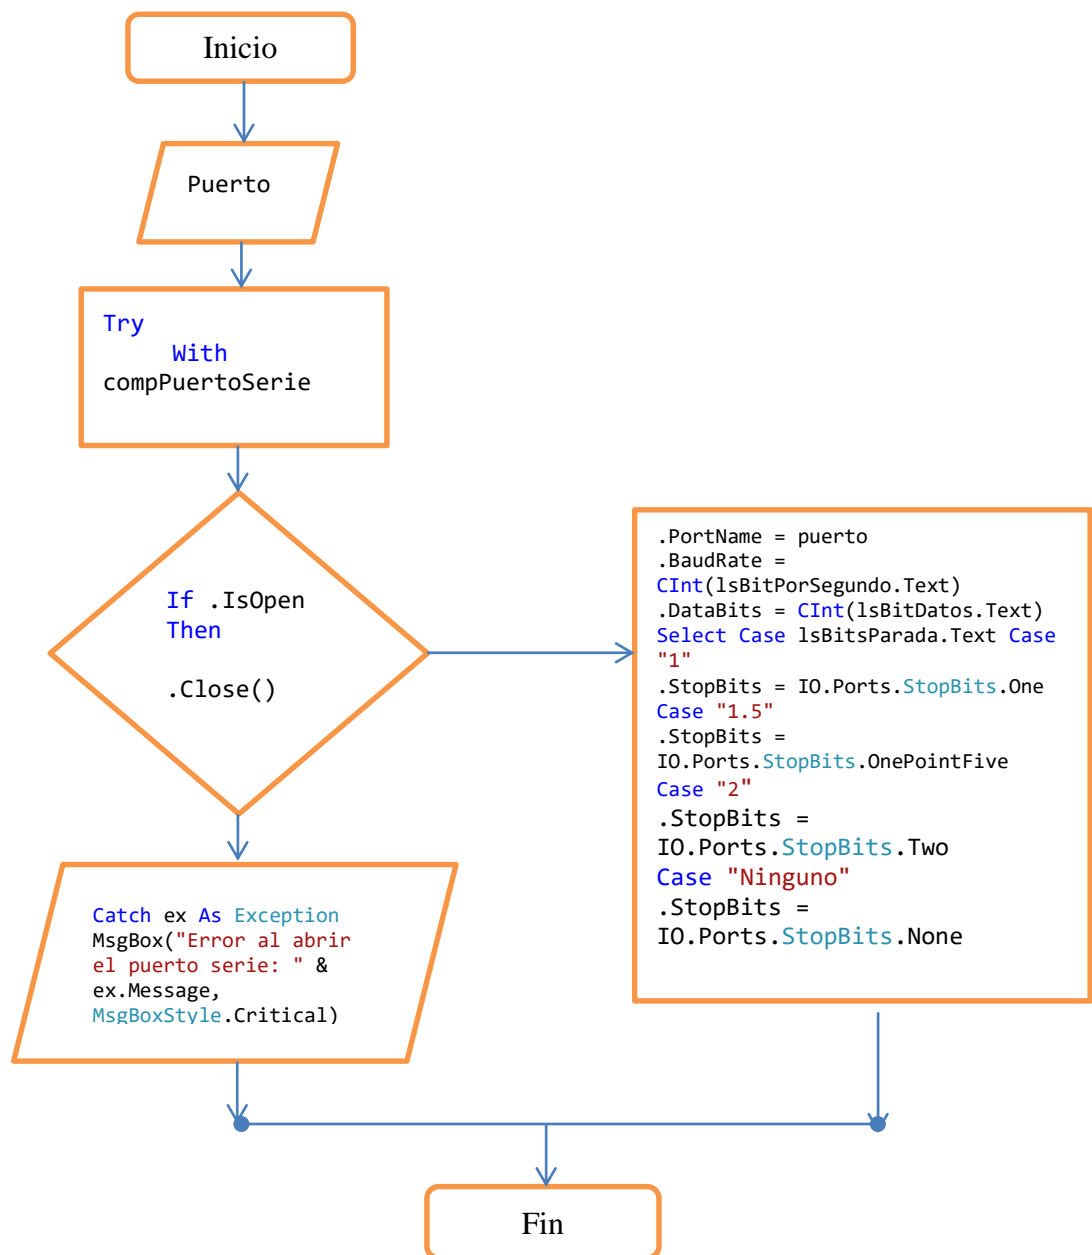 Inicio
Puerto
Try
With
compPuertoSerie
If .IsOpen
Then
.Close()
.PortName = puerto
.BaudRate =
CInt(lsBitPorSegundo.Text)
.DataBits = CInt(lsBitDatos.Text)
Select Case lsBitsParada.Text Case
"1"
.StopBits = IO.Ports.StopBits.One
Case "1.5"
.StopBits =
IO.Ports.StopBits.OnePointFive
Case "2"
.StopBits =
IO.Ports.StopBits.Two
Case "Ninguno"
.StopBits =
IO.Ports.StopBits.None
Catch ex As Exception
MsgBox("Error al abrir
el puerto serie: " &
ex.Message,
MsgBoxStyle.Critical)
Fin